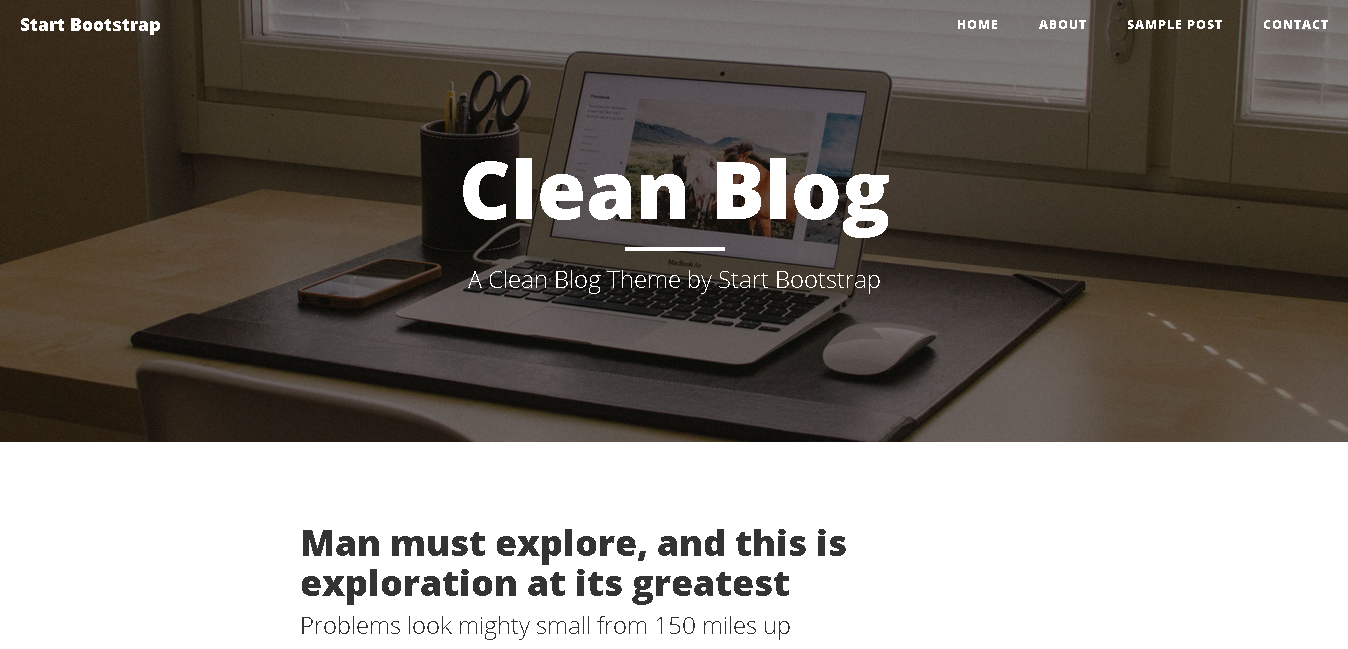 Start Bootstrap
HOME ABOUT SAMPLE POST CONTACT
Clean Blog
A Clean Blog Theme by Start Bootstrap
Man must explore, and this is
exploration at its greatest
Problems look mighty small from 150 miles up